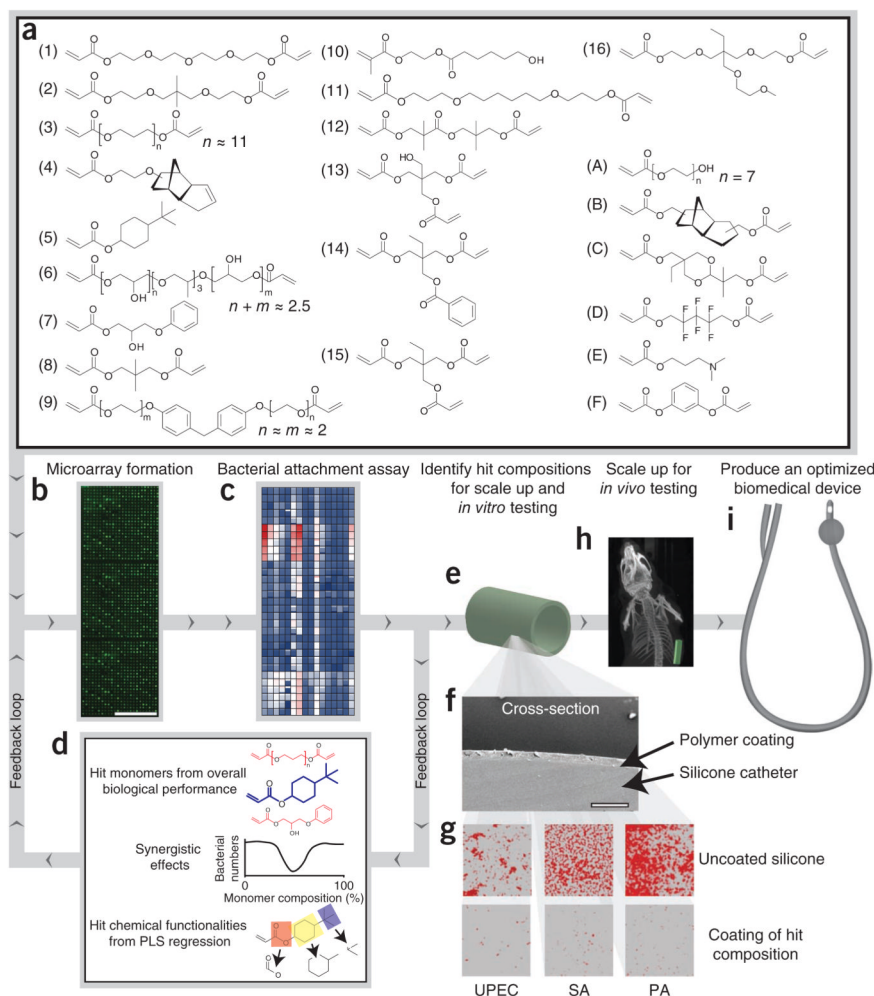 a
(1)
(2)
(3)
n ≈ 11
(4)
(5)
(6)
n + m ≈ 2.5
(7)
(8)
(9)
n ≈ m ≈ 2
(10)
(11)
(12)
(13)
(14)
(15)
(16)
(A)
n = 7
(B)
(C)
(D)
(E)
(F)
Microarray formation
b
Bacterial attachment assay
c
Identify hit compositions
for scale up and
in vitro testing
Scale up for
in vivo testing
Produce an optimized
biomedical device
e
h
i
Feedback loop
Feedback loop
d
Hit monomers from overall
biological performance
Synergistic
effects
Bacterial
numbers
0
100
Monomer composition (%)
Hit chemical functionalities
from PLS regression
f
Cross-section
Polymer coating
Silicone catheter
g
Uncoated silicone
Coating of hit
composition
UPEC
SA
PA